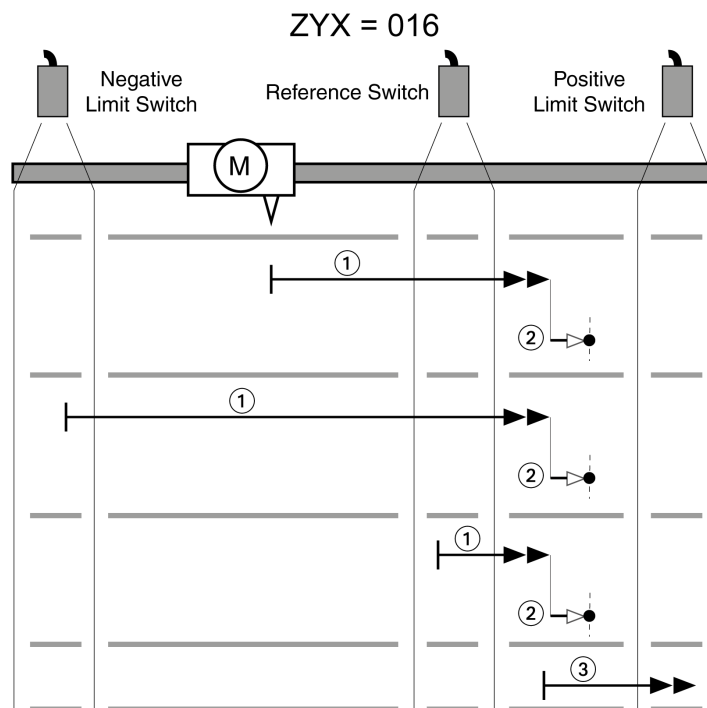 ZYX = 016
Negative
Limit Switch
Reference Switch
Positive
Limit Switch
M
1
2
1
2
1
2
3